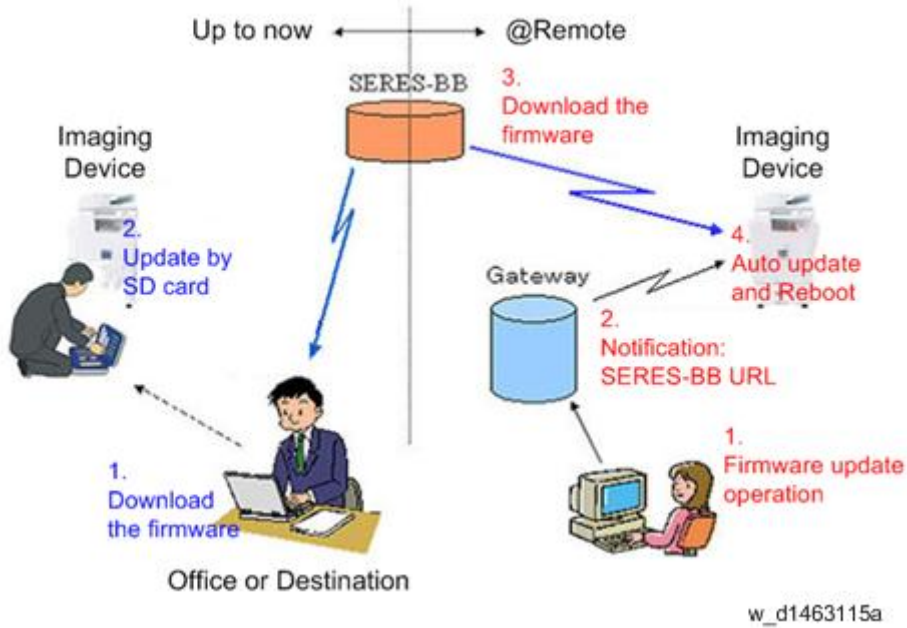 Up to now
@Remote
SERES-BB
3.
Download the
firmware
Imaging
Device
2.
Update by
SD card
Imaging
Device
4.
Auto update
and Reboot
Gateway
2.
Notification:
SERES-BB URL
1.
Download
the firmware
1.
Firmware update
operation
Office or Destination
w_d1463115a